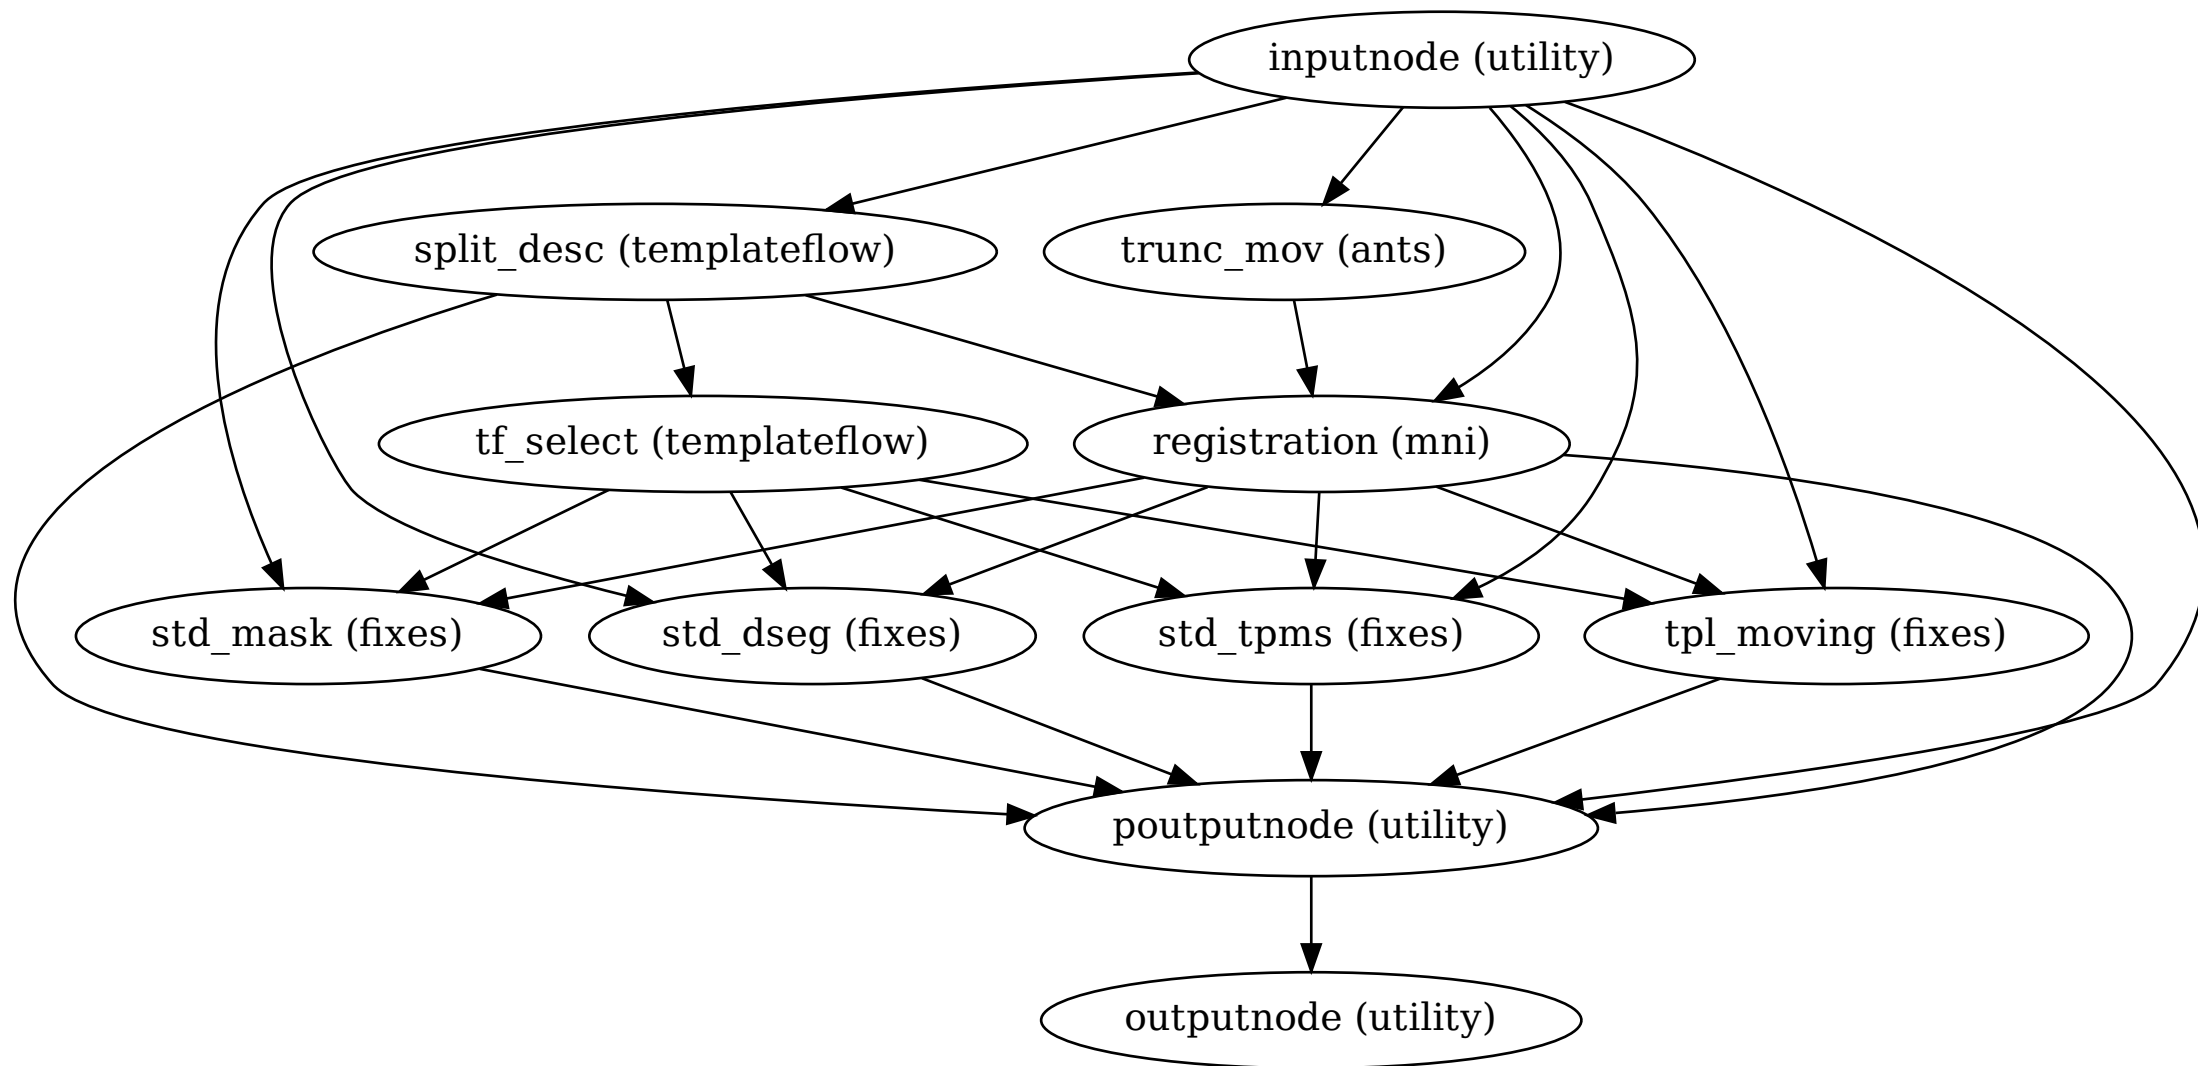 inputnode (utility)
split_desc (templateflow)
trunc_mov (ants)
tf_select (templateflow)
registration (mni)
std_mask (fixes)
std_dseg (fixes)
std_tpms (fixes)
tpl_moving (fixes)
poutputnode (utility)
outputnode (utility)